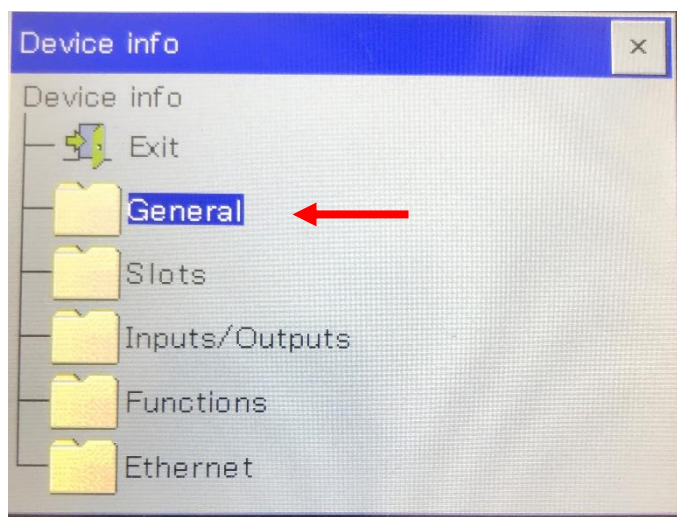 Device info
×
Device info
Exit
General
Slots
Inputs/Outputs
Functions
Ethernet